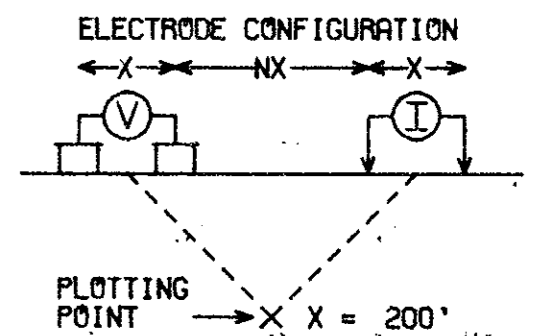 ELECTRODE CONFIGURATION
X NX X
V I
PLOTTING
POINT X X = 200'